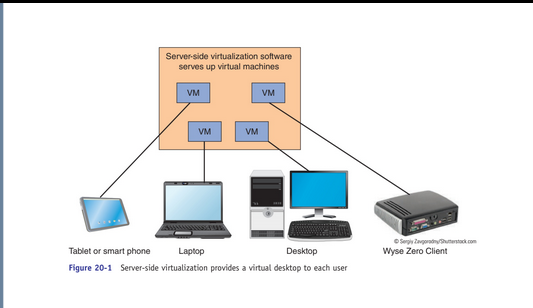 Server-side virtualization software
serves up virtual machines
VM
VM
VM
VM
© Sergiy Zavgorodny/Shutterstock.com
Tablet or smart phone
Laptop
Desktop
Wyse Zero Client
Figure 20-1 Server-side virtualization provides a virtual desktop to each user